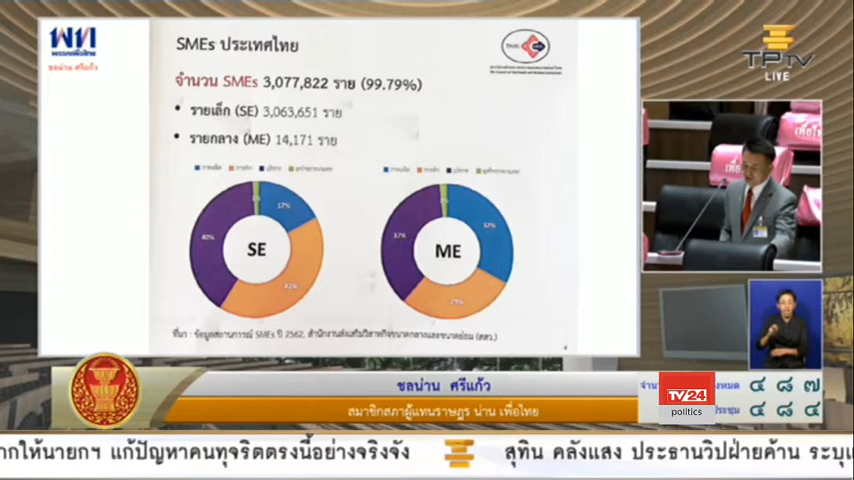 พท
พรรคเพื่อไทย
ชลน่าน ศรีแก้ว
SMEs ประเทศไทย
THAI
จำนวน SMEs 3,077,822 ราย (99.79%)
• รายเล็ก (SE) 3,063,651 ราย
• รายกลาง (ME) 14,171 ราย
17%
42%
40%
SE
32%
29%
37%
ME
ที่มา : ข้อมูลสถานการณ์ SMEs ปี 2562, สำนักงานส่งเสริมวิสาหกิจขนาดกลางและขนาดย่อม (สสว.)
4
TPTV
LIVE
ชลน่าน ศรีแก้ว
สมาชิกสภาผู้แทนราษฎร น่าน เพื่อไทย
TV24
politics
๔๘๗
๔๘๔
ากให้นายกฯ แก้ปัญหาคนทุจริตตรงนี้อย่างจริงจัง
สุทิน คลังแสง ประธานวิปฝ่ายค้าน ระบุ